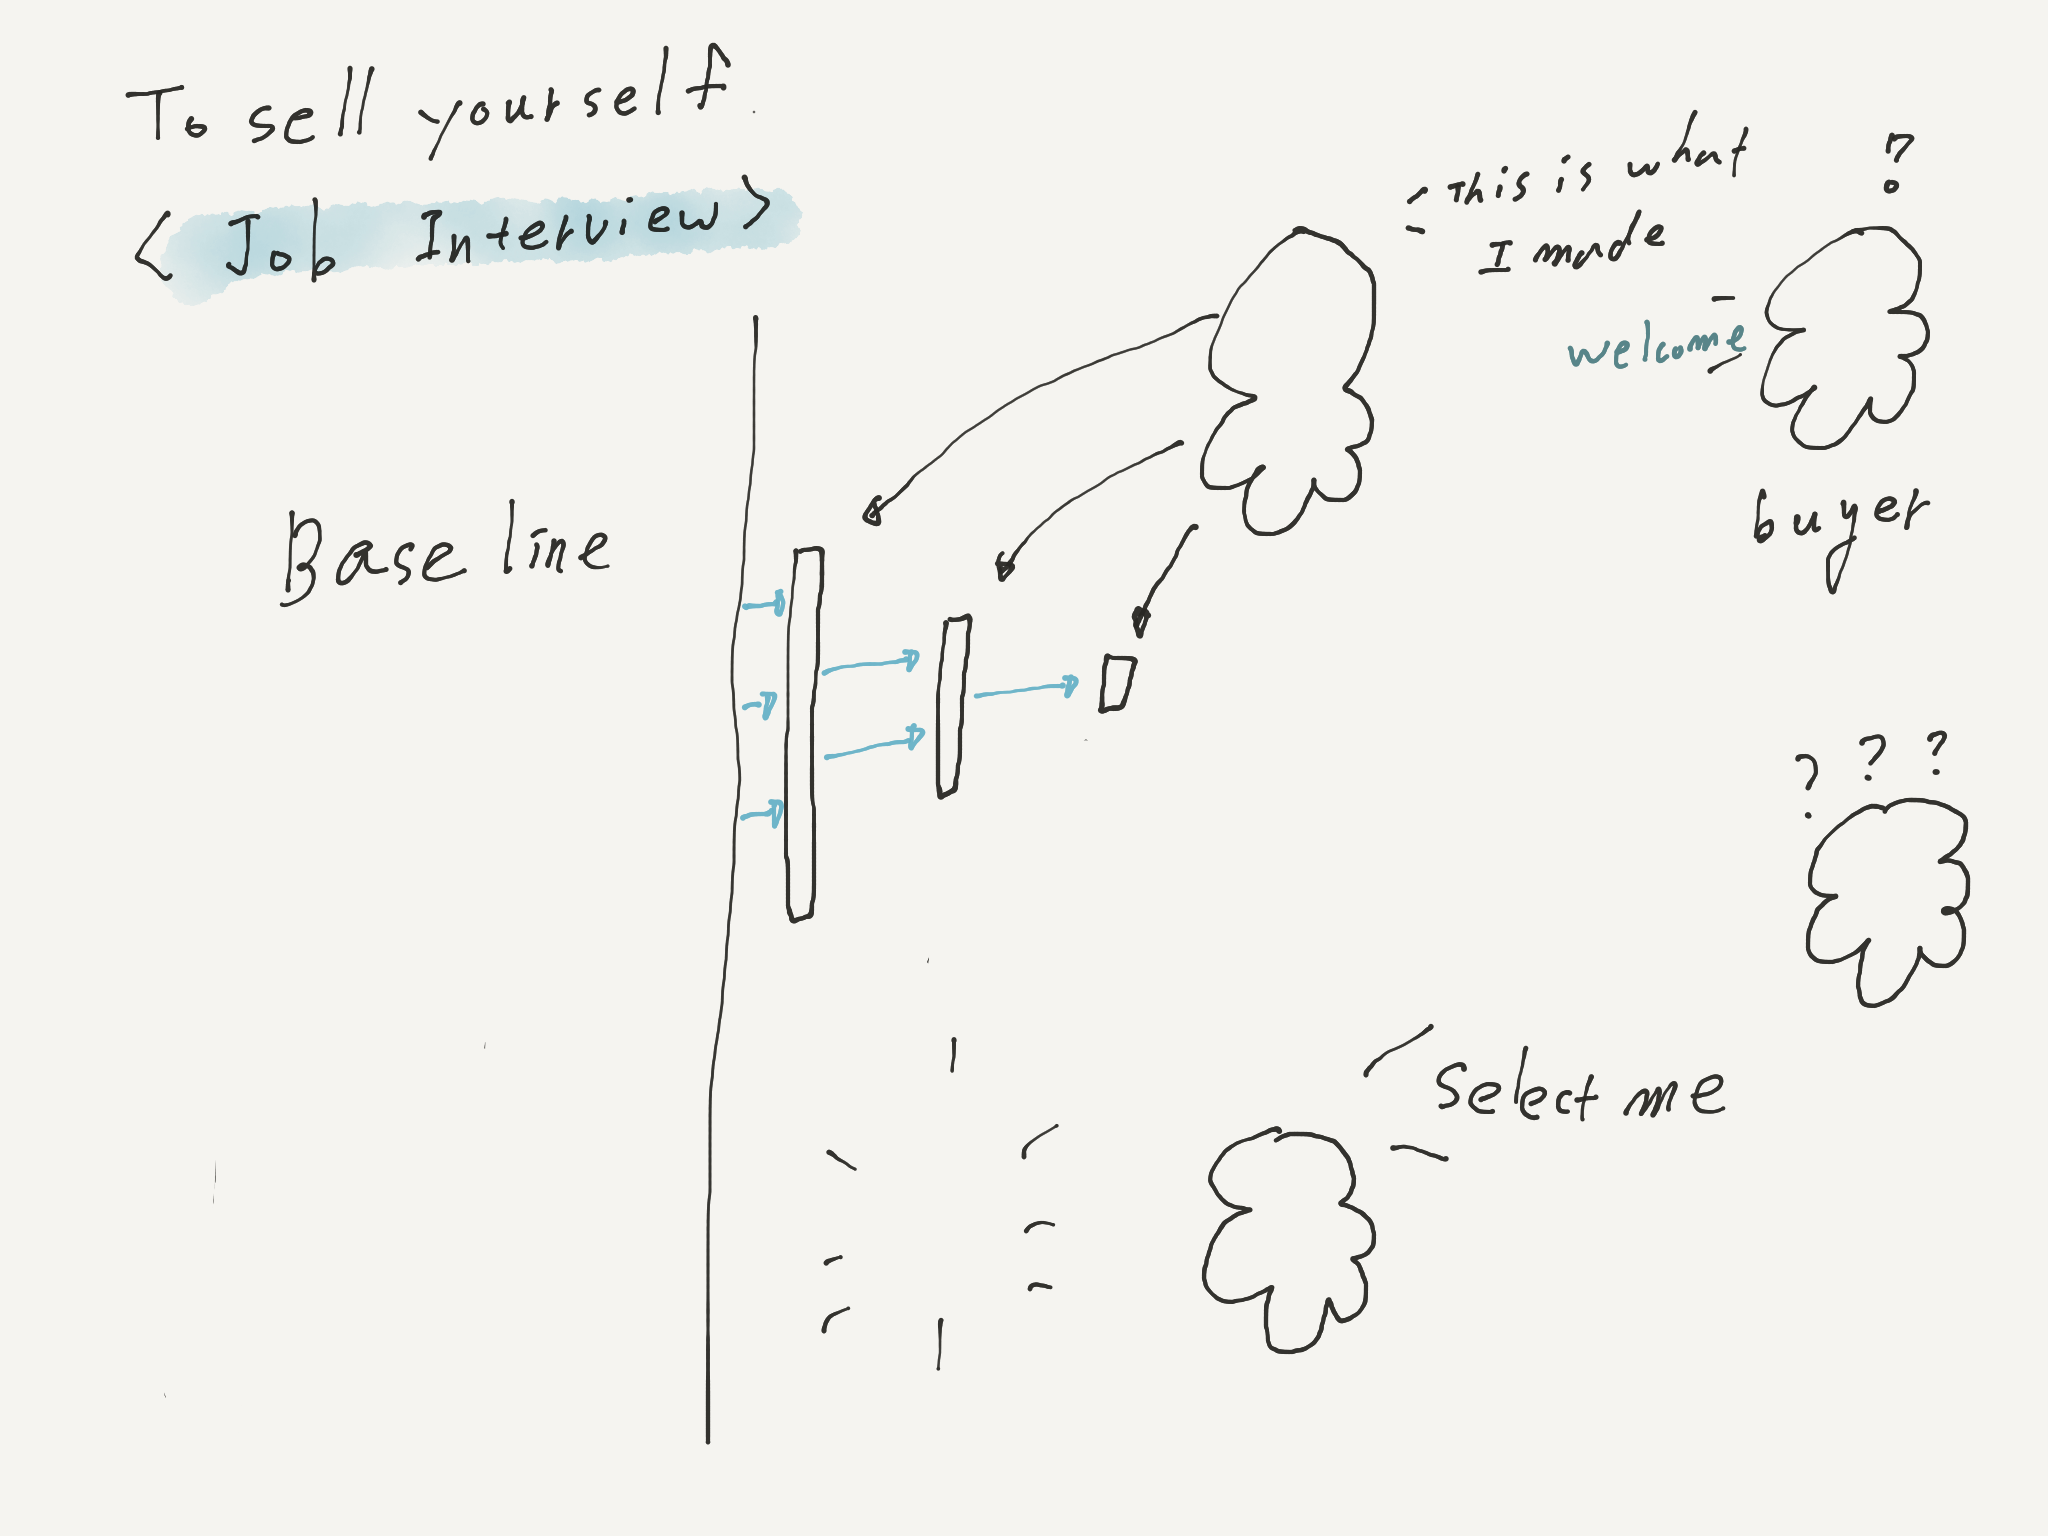 To sell yourself
< Job Interview >
This is what
I made
?
welcome
buyer
Base line
? ? ?
Select me